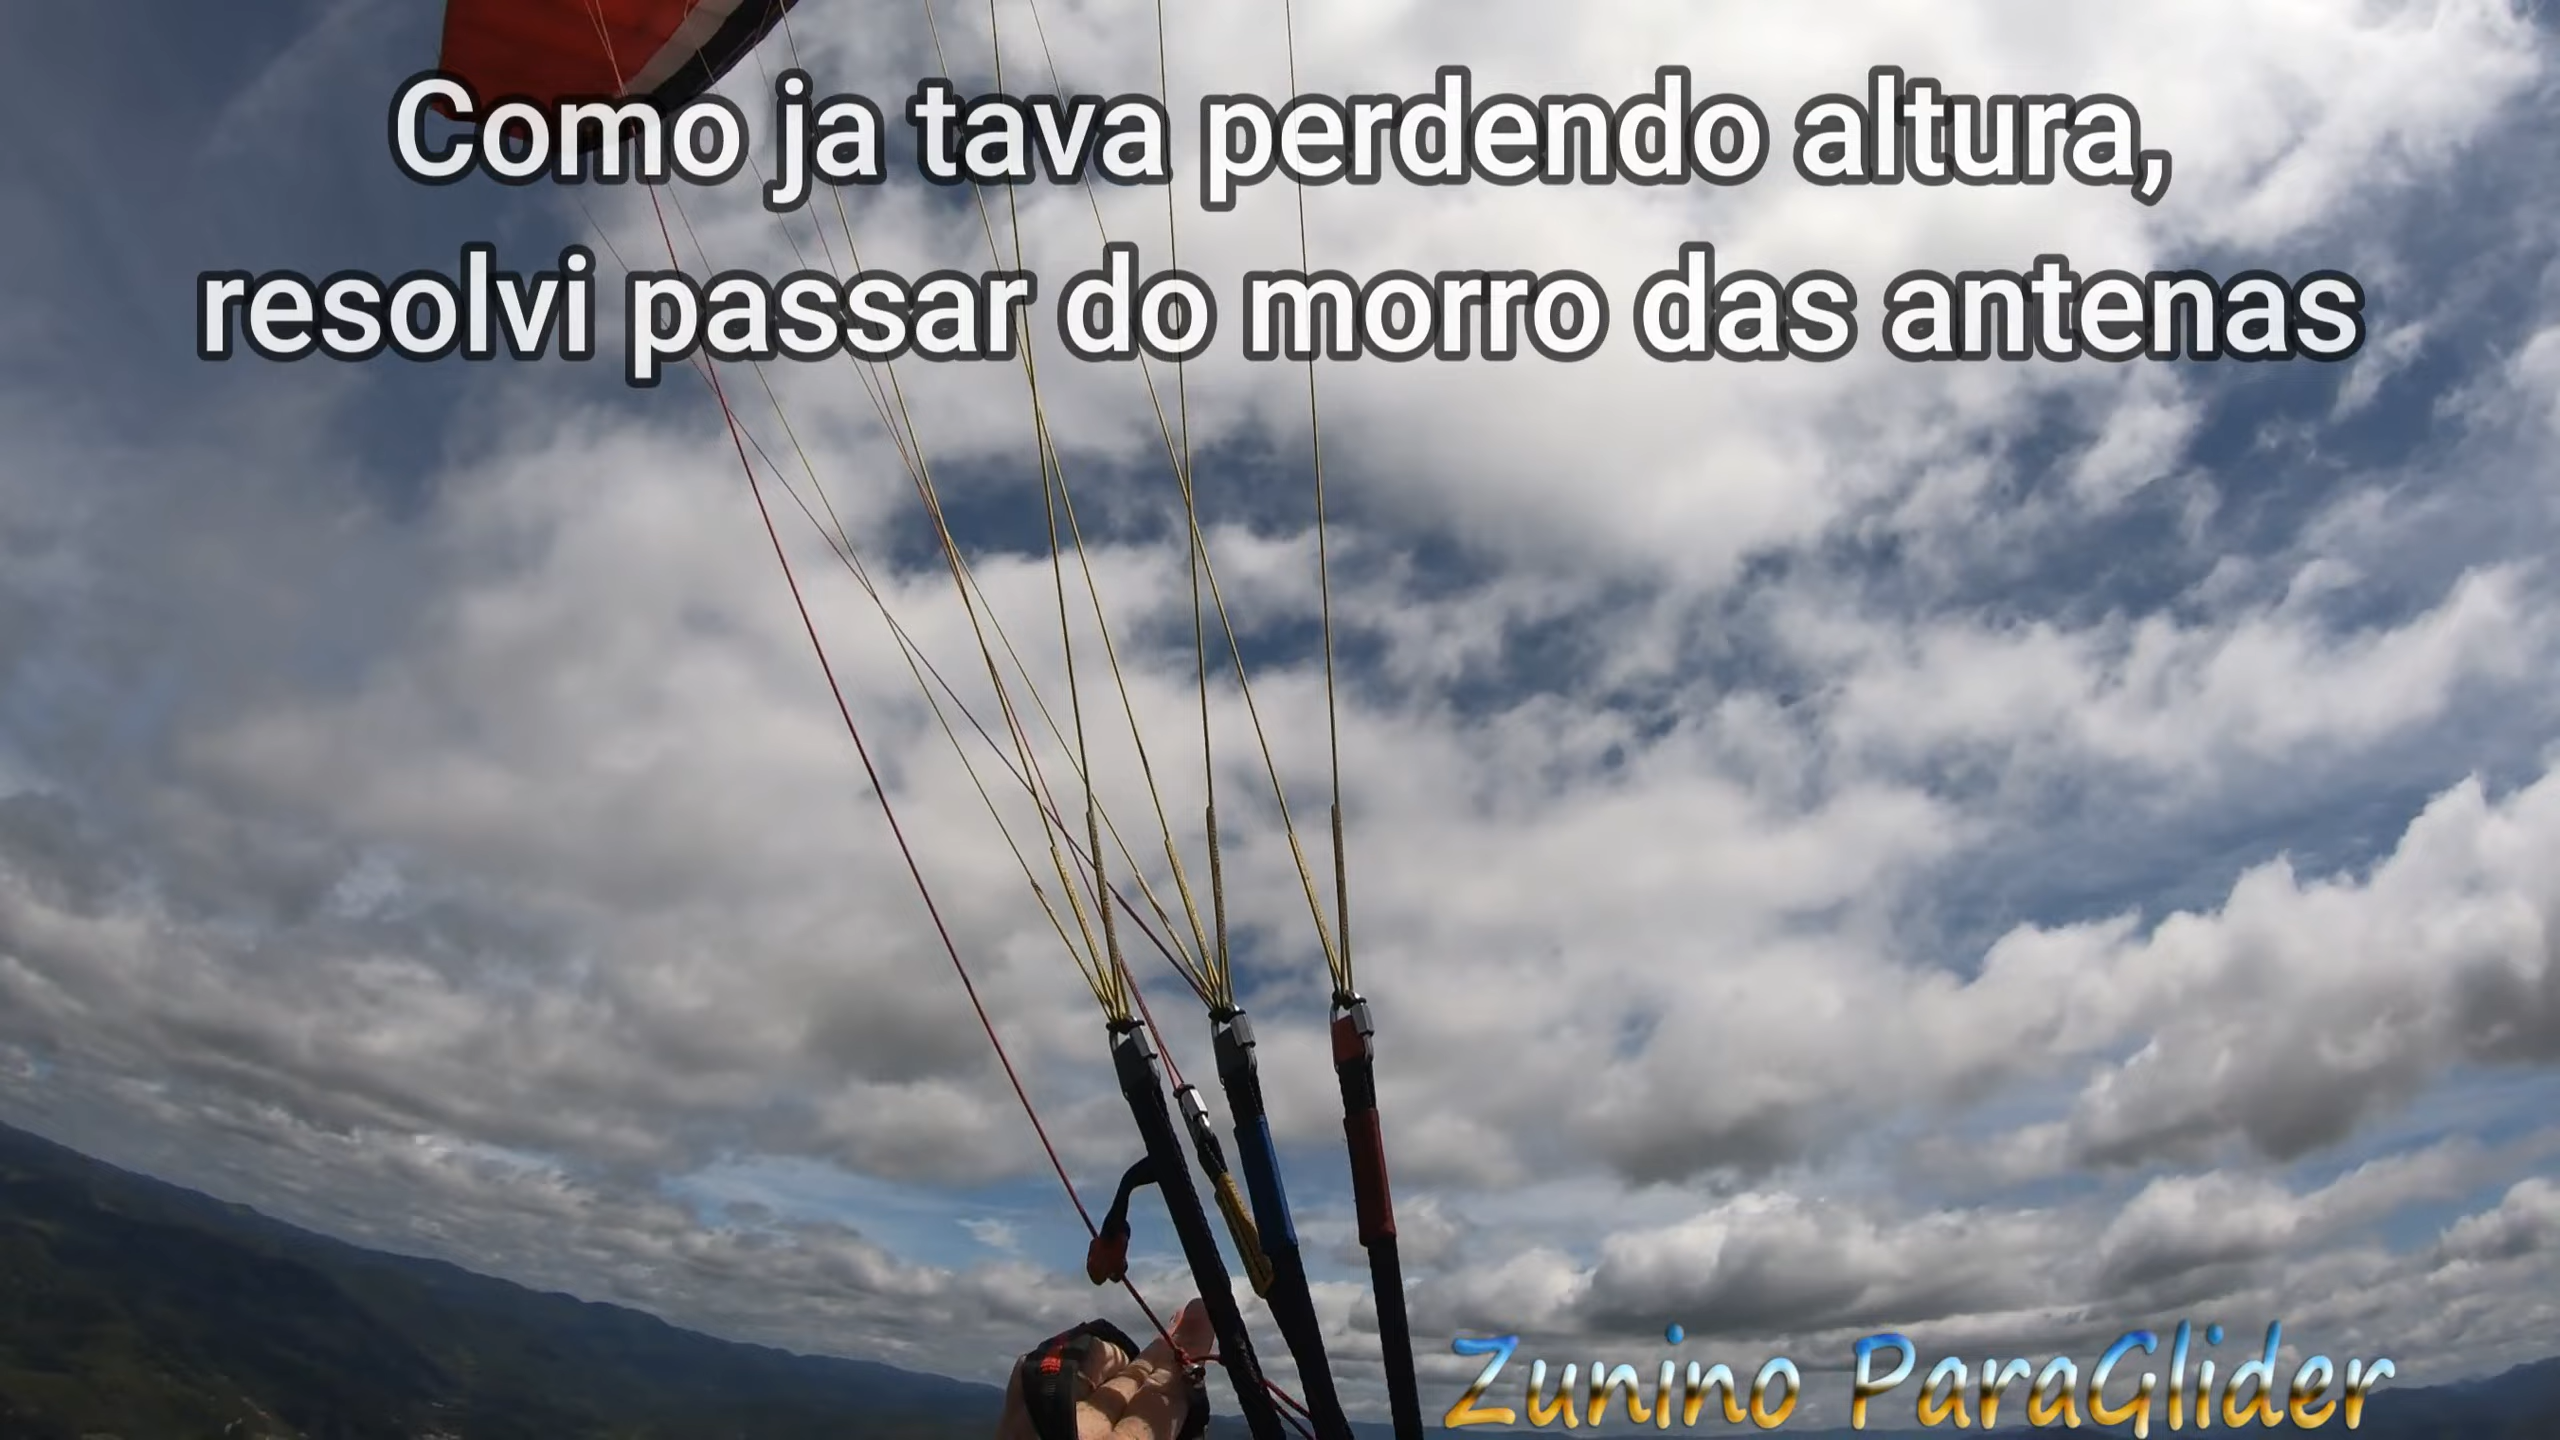 Como ja tava perdendo altura,
resolvi passar do morro das antenas
Zunino ParaGlider